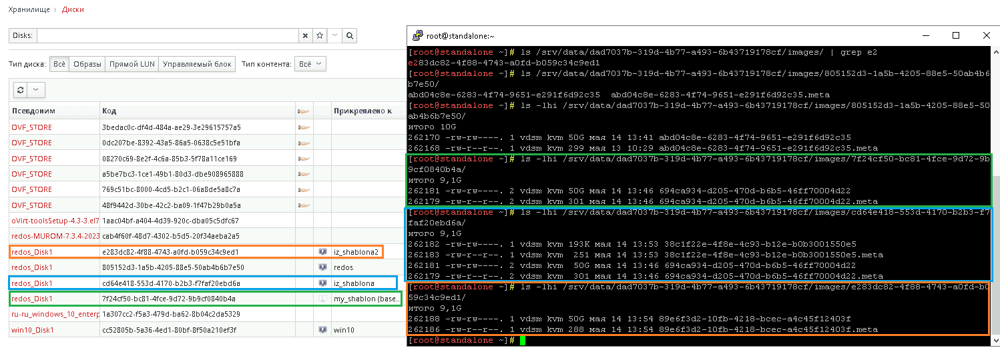 Хранилище > Диски
Disks:
Тип диска: Всё Образы Прямой LUN Управляемый блок Тип контента: Всё
Псевдоним Код Прикреплено к
OVF_STORE 3bedac0c-df4d-484a-ae29-3e29615757a5
OVF_STORE 0dc207be-8392-43a5-86a5-0638c5e51bfa
OVF_STORE 08270c69-8e2f-4c6a-85b3-5f78a11ce169
OVF_STORE a5be7bc3-1ce1-49b1-80d3-dbe908965888
OVF_STORE 769c51bc-8000-4cd5-b2c1-06a8de5a8c7a
OVF_STORE 48f9442d-30be-42c2-ba09-1f47b29b0a5a
oVirt-toolsSetup-4.3-3.el7 1aac04bf-a404-4d39-920c-dba05c5dfc67
redos-MUROM-7.3.4-2023 cab4f60f-48d7-4302-b5d5-20f34aeba2a5
redos_Disk1 e283dc82-4f88-4743-a0fd-b059c34c9ed1 iz_shablona2
redos_Disk1 805152d3-1a5b-4205-88e5-50ab4b6b7e50 redos
redos_Disk1 cd64e418-553d-4170-b2b3-f7faf20ebd6a iz_shablona
redos_Disk1 7f24cf50-bc81-4fce-9d72-9b9cf0840b4a my_shablon (base...
ru-ru_windows_10_enterp 1a307cc2-f5a3-479d-ba62-8b04c2da5329
win10_Disk1 cc52805b-5a36-4ed1-80bf-8f50a210ef3f win10
root@standalone:~
[root@standalone ~]# ls /srv/data/dad7037b-319d-4b77-a493-6b43719178cf/images/ | grep e2
e283dc82-4f88-4743-a0fd-b059c34c9ed1
[root@standalone ~]# ls /srv/data/dad7037b-319d-4b77-a493-6b43719178cf/images/805152d3-1a5b-4205-88e5-50ab4b6
b7e50/
abd04c8e-6283-4f74-9651-e291f6d92c35 abd04c8e-6283-4f74-9651-e291f6d92c35.meta
[root@standalone ~]# ls -lhi /srv/data/dad7037b-319d-4b77-a493-6b43719178cf/images/805152d3-1a5b-4205-88e5-50
ab4b6b7e50/
итого 10G
262170 -rw-rw----. 1 vdsm kvm 50G мая 14 13:41 abd04c8e-6283-4f74-9651-e291f6d92c35
262168 -rw-r--r--. 1 vdsm kvm 299 мая 13 10:29 abd04c8e-6283-4f74-9651-e291f6d92c35.meta
[root@standalone ~]# ls -lhi /srv/data/dad7037b-319d-4b77-a493-6b43719178cf/images/7f24cf50-bc81-4fce-9d72-9b
9cf0840b4a/
итого 9,1G
262181 -rw-rw----. 2 vdsm kvm 50G мая 14 13:46 694ca934-d205-470d-b6b5-46ff70004d22
262179 -rw-r--r--. 2 vdsm kvm 301 мая 14 13:46 694ca934-d205-470d-b6b5-46ff70004d22.meta
[root@standalone ~]# ls -lhi /srv/data/dad7037b-319d-4b77-a493-6b43719178cf/images/cd64e418-553d-4170-b2b3-f7
faf20ebd6a/
итого 9,1G
262182 -rw-rw----. 1 vdsm kvm 193K мая 14 13:53 38c1f22e-4f8e-4c93-b12e-b0b3001550e5
262183 -rw-r--r--. 1 vdsm kvm 251 мая 14 13:53 38c1f22e-4f8e-4c93-b12e-b0b3001550e5.meta
262181 -rw-rw----. 2 vdsm kvm 50G мая 14 13:46 694ca934-d205-470d-b6b5-46ff70004d22
262179 -rw-r--r--. 2 vdsm kvm 301 мая 14 13:46 694ca934-d205-470d-b6b5-46ff70004d22.meta
[root@standalone ~]# ls -lhi /srv/data/dad7037b-319d-4b77-a493-6b43719178cf/images/e283dc82-4f88-4743-a0fd-b0
59c34c9ed1/
итого 9,1G
262188 -rw-rw----. 1 vdsm kvm 50G мая 14 13:54 89e6f3d2-10fb-4218-bcec-a4c45f12403f
262186 -rw-rw-r--. 1 vdsm kvm 288 мая 14 13:54 89e6f3d2-10fb-4218-bcec-a4c45f12403f.meta
[root@standalone ~]#